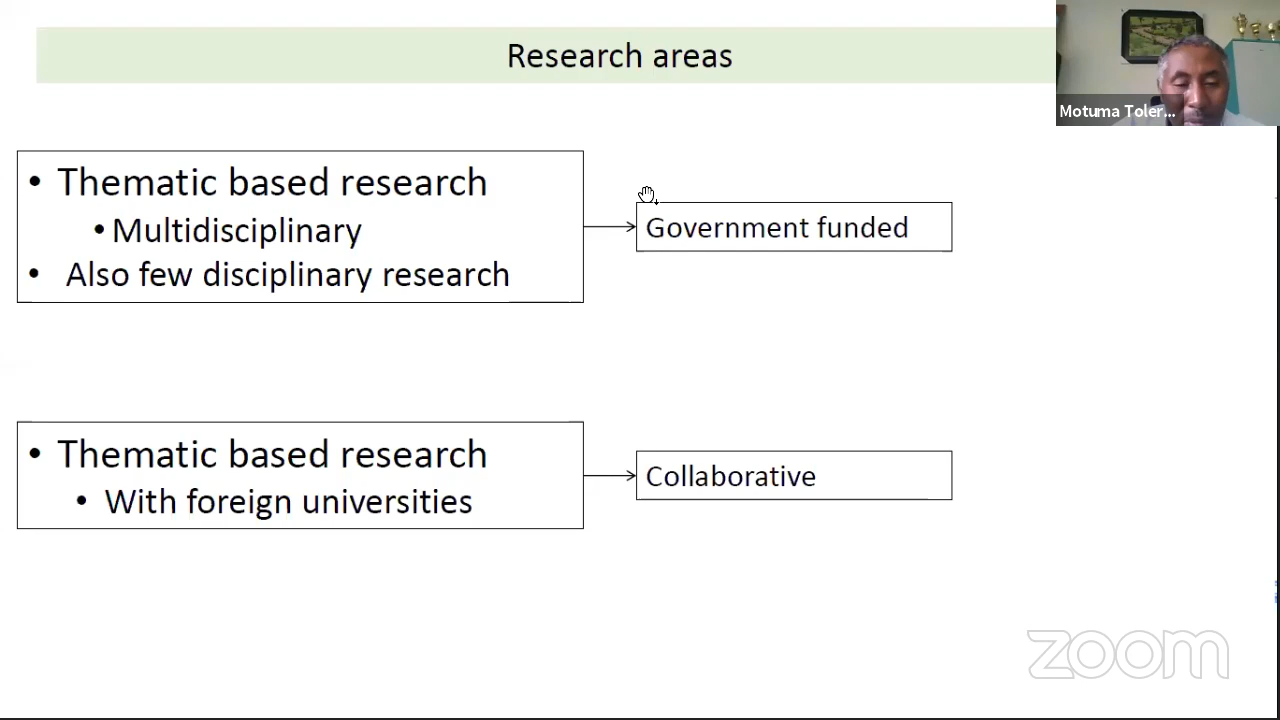 Research areas
Motuma Toler...
• Thematic based research
• Multidisciplinary
• Also few disciplinary research
Government funded
• Thematic based research
• With foreign universities
Collaborative
zoom